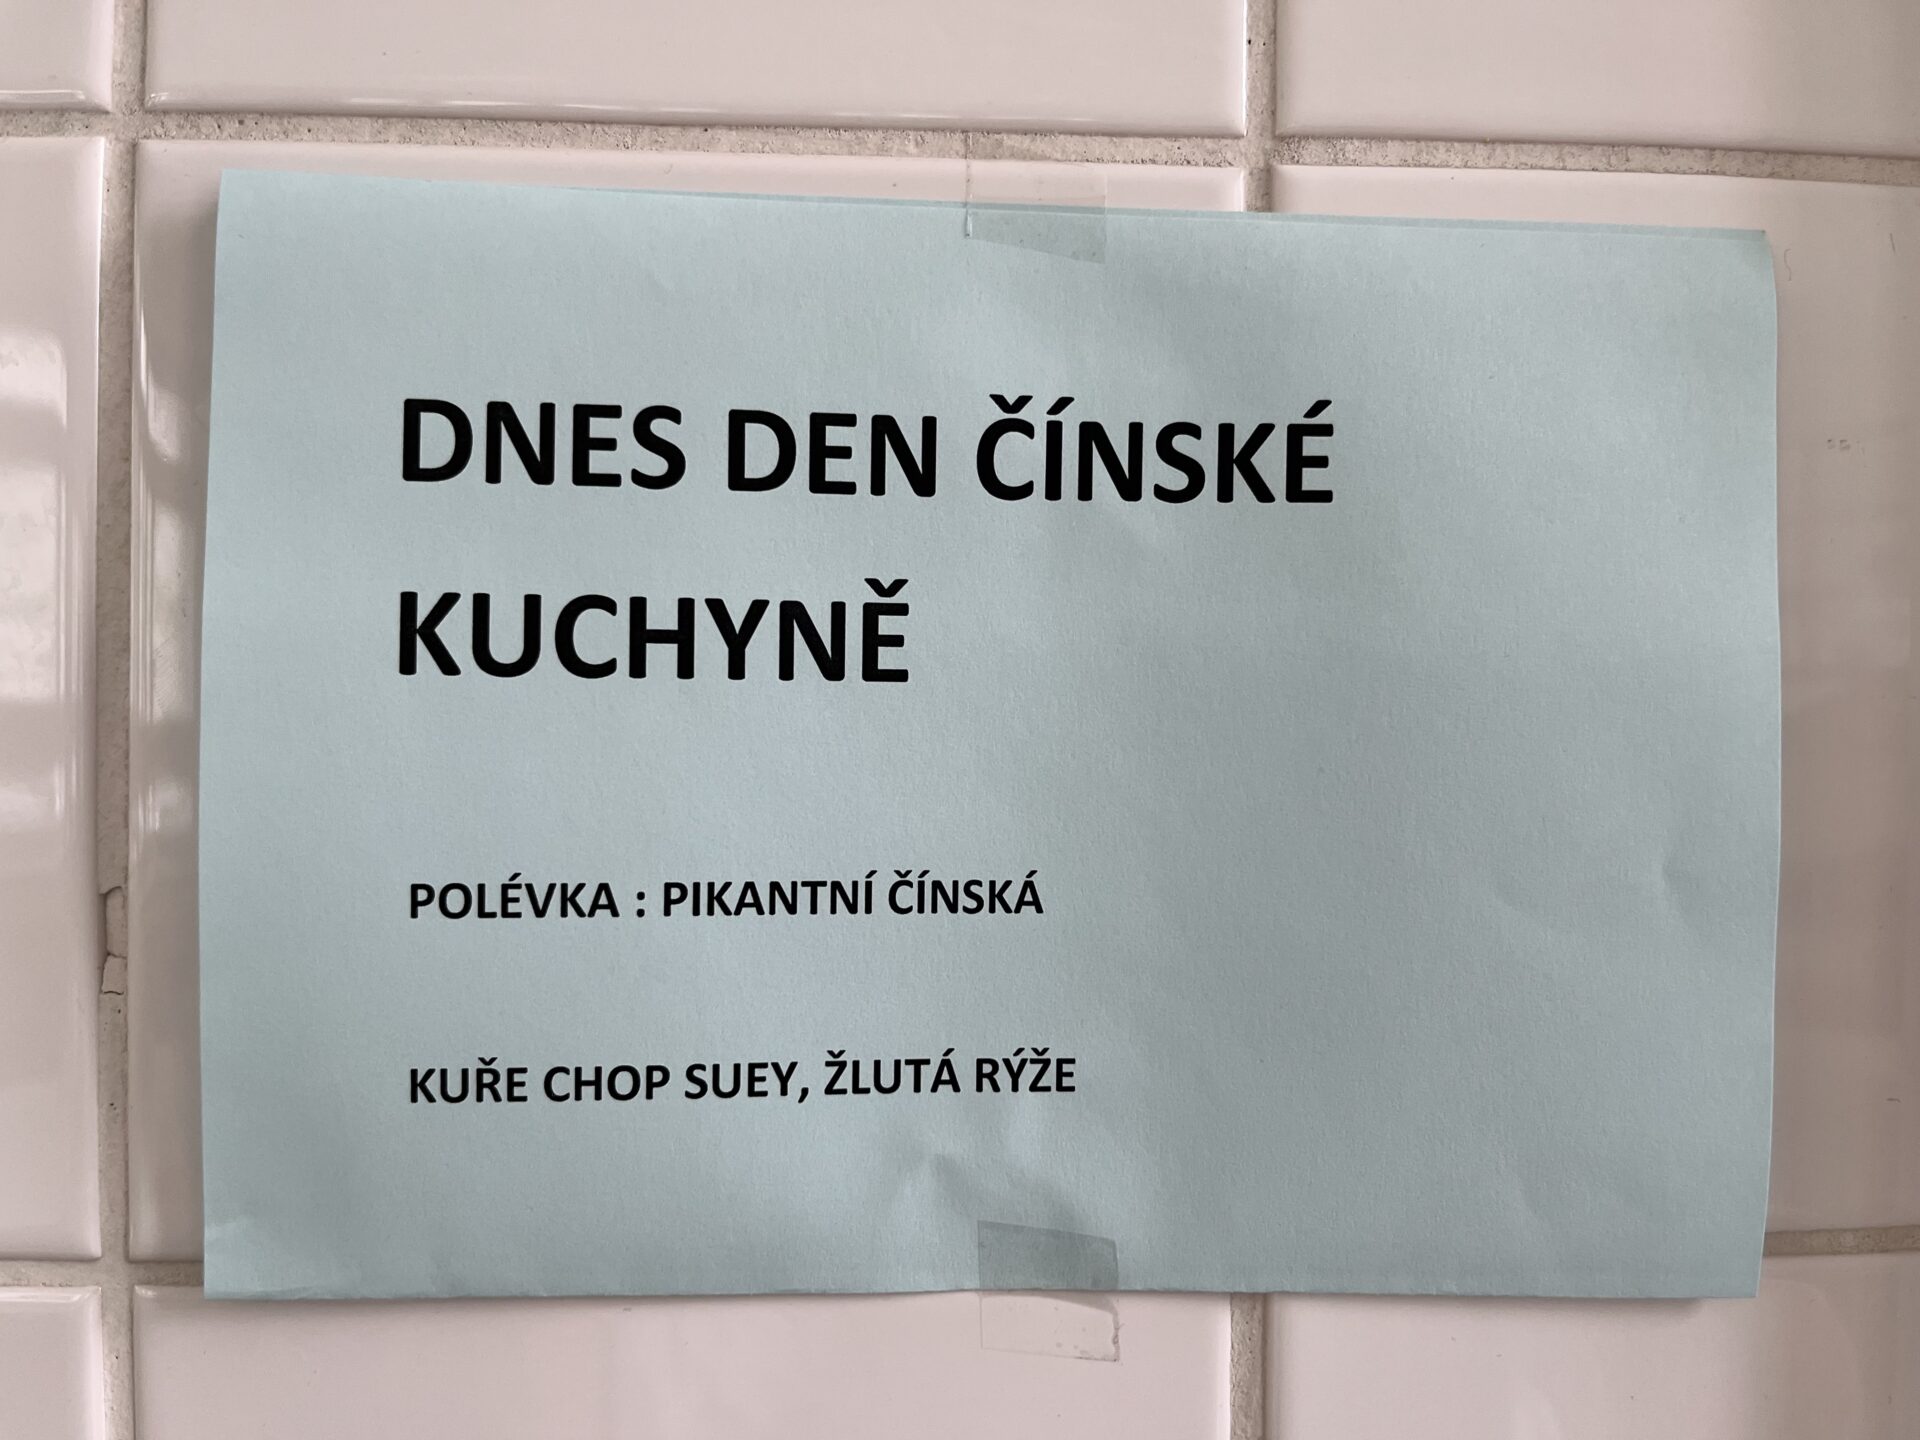 DNES DEN ČÍNSKÉ
KUCHYNĚ
POLÉVKA : PIKANTNÍ ČÍNSKÁ
KUŘE CHOP SUEY, ŽLUTÁ RÝŽE